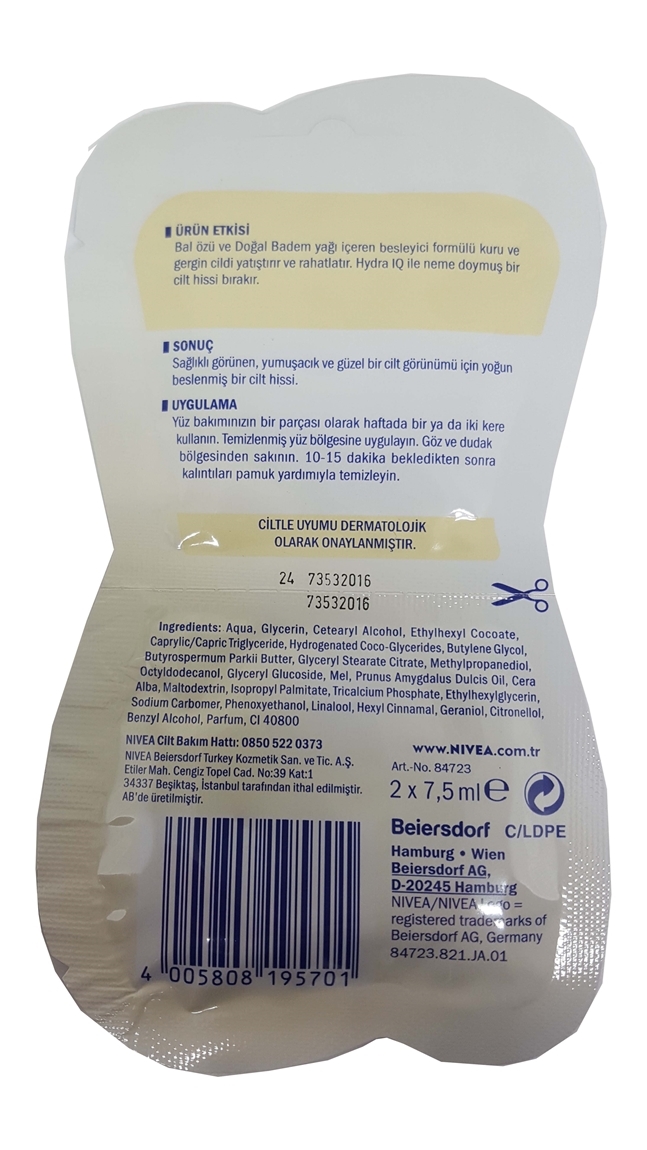 ÜRÜN ETKİSİ
Bal özü ve Doğal Badem yağı içeren besleyici formülü kuru ve
gergin cildi yatıştırır ve rahatlatır. Hydra IQ ile neme doymuş bir
cilt hissi bırakır.
SONUÇ
Sağlıklı görünen, yumuşacık ve güzel bir cilt görünümü için yoğun
beslenmiş bir cilt hissi.
UYGULAMA
Yüz bakımınızın bir parçası olarak haftada bir ya da iki kere
kullanın. Temizlenmiş yüz bölgesine uygulayın. Göz ve dudak
bölgesinden sakının. 10-15 dakika bekledikten sonra
kalıntıları pamuk yardımıyla temizleyin.
CİLTLE UYUMU DERMATOLOJİK
OLARAK ONAYLANMIŞTIR.
24 73532016
73532016
Ingredients: Aqua, Glycerin, Cetearyl Alcohol, Ethylhexyl Cocoate,
Caprylic/Capric Triglyceride, Hydrogenated Coco-Glycerides, Butylene Glycol,
Butyrospermum Parkii Butter, Glyceryl Stearate Citrate, Methylpropanediol,
Octyldodecanol, Glyceryl Glucoside, Mel, Prunus Amygdalus Dulcis Oil, Cera
Alba, Maltodextrin, Isopropyl Palmitate, Tricalcium Phosphate, Ethylhexylglycerin,
Sodium Carbomer, Phenoxyethanol, Linalool, Hexyl Cinnamal, Geraniol, Citronellol,
Benzyl Alcohol, Parfum, CI 40800
NIVEA Cilt Bakım Hattı: 0850 522 0373
NIVEA Beiersdorf Turkey Kozmetik San. ve Tic. A.Ş.
Etiler Mah. Cengiz Topel Cad. No:39 Kat:1
34337 Beşiktaş, İstanbul tarafından ithal edilmiştir.
AB'de üretilmiştir.
www.NIVEA.com.tr
Art.-No. 84723
2 x 7,5 ml ℮
Beiersdorf C/LDPE
Hamburg • Wien
Beiersdorf AG,
D-20245 Hamburg
NIVEA/NIVEA Logo =
registered trademarks of
Beiersdorf AG, Germany
84723.821.JA.01
4 005808 195701